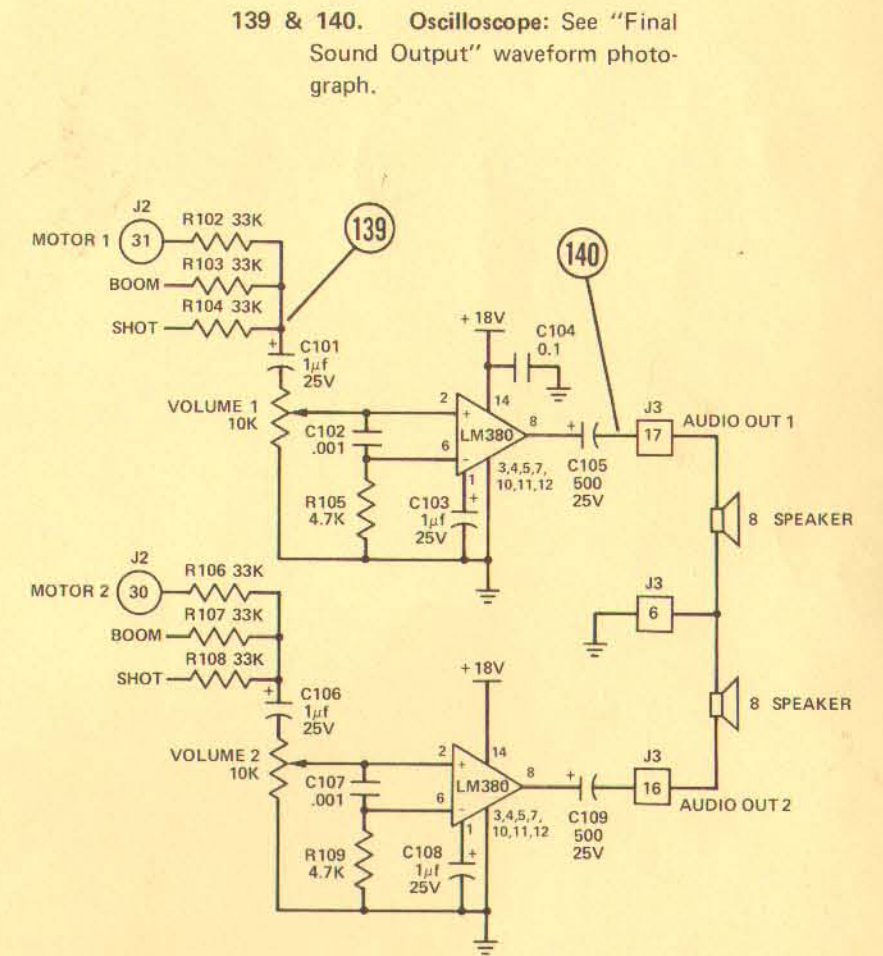 139 & 140. Oscilloscope: See "Final
Sound Output" waveform photo-
graph.
J2
R102 33K
139
MOTOR 1
31
R103 33K
140
BOOM
R104 33K
SHOT
+ 18V
C104
0.1
+
C101
1µf
25V
VOLUME 1
10K
2
+
14
8
LM380
+
J3
17
AUDIO OUT 1
C102
.001
6
-
1
3,4,5,7,
10,11,12
C105
500
25V
R105
4.7K
C103
1µf
25V
+
8 SPEAKER
J2
R106 33K
MOTOR 2
30
R107 33K
BOOM
R108 33K
SHOT
J3
6
+ 18V
+
C106
1µf
25V
8 SPEAKER
VOLUME 2
10K
2
+
14
8
LM380
+
J3
16
AUDIO OUT 2
C107
.001
6
-
1
3,4,5,7,
10,11,12
C109
500
25V
R109
4.7K
C108
1µf
25V
+